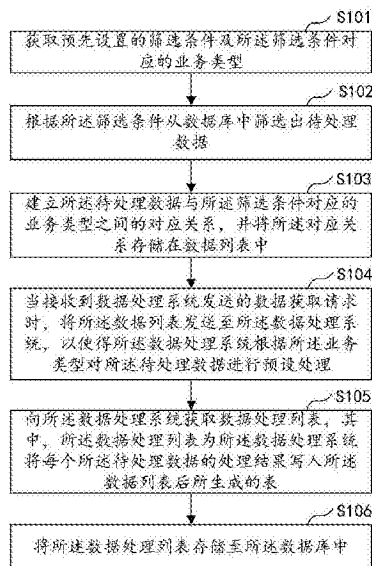 S101
获取预先设置的筛选条件及所述筛选条件对
应的业务类型
S102
根据所述筛选条件从数据库中筛选出待处理
数据
S103
建立所述待处理数据与所述筛选条件对应的
业务类型之间的对应关系，并将所述对应关
系存储在数据列表中
S104
当接收到数据处理系统发送的数据获取请求
时，将所述数据列表发送至所述数据处理系
统，以使得所述数据处理系统根据所述业务
类型对所述待处理数据进行预设处理
S105
向所述数据处理系统获取数据处理列表，其
中，所述数据处理列表为所述数据处理系统
将每个所述待处理数据的处理结果写入所述
数据列表后所生成的表
S106
将所述数据处理列表存储至所述数据库中